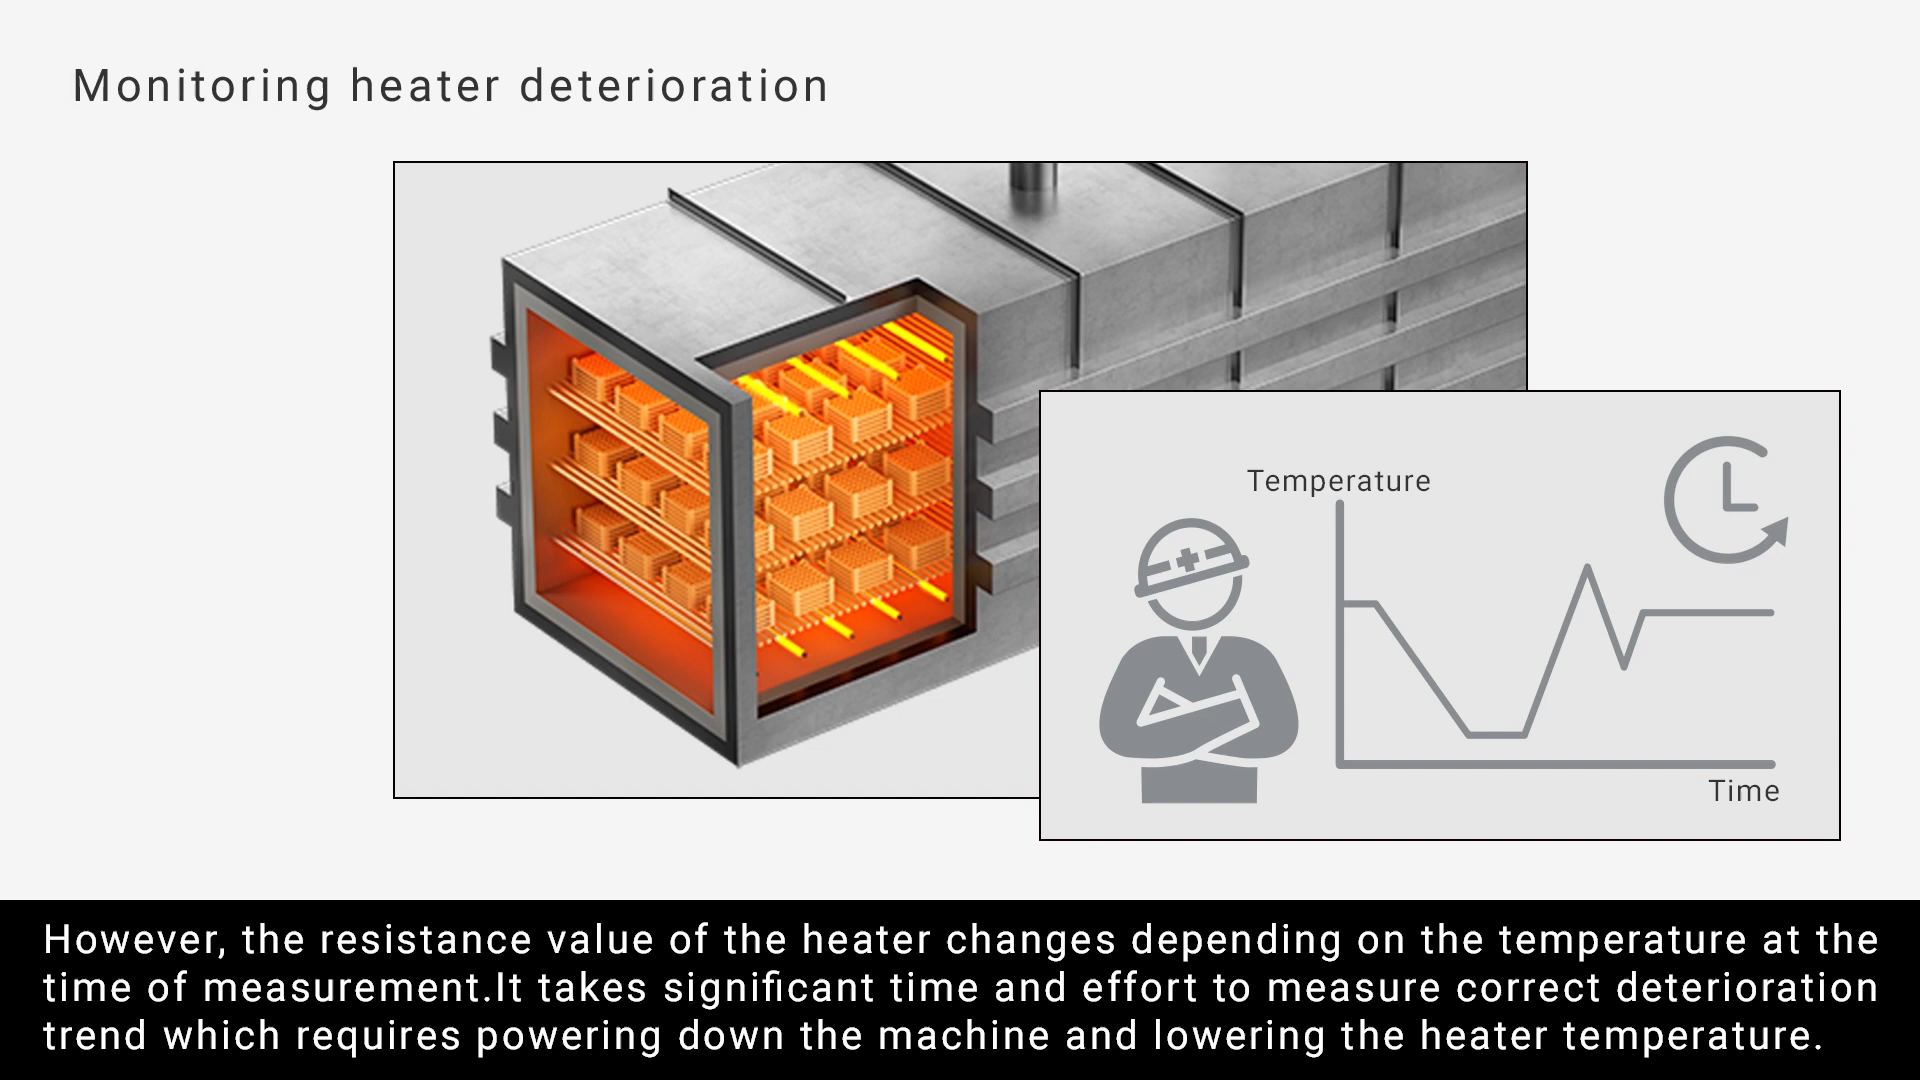 Monitoring heater deterioration
Temperature
Time
However, the resistance value of the heater changes depending on the temperature at the
time of measurement.It takes significant time and effort to measure correct deterioration
trend which requires powering down the machine and lowering the heater temperature.